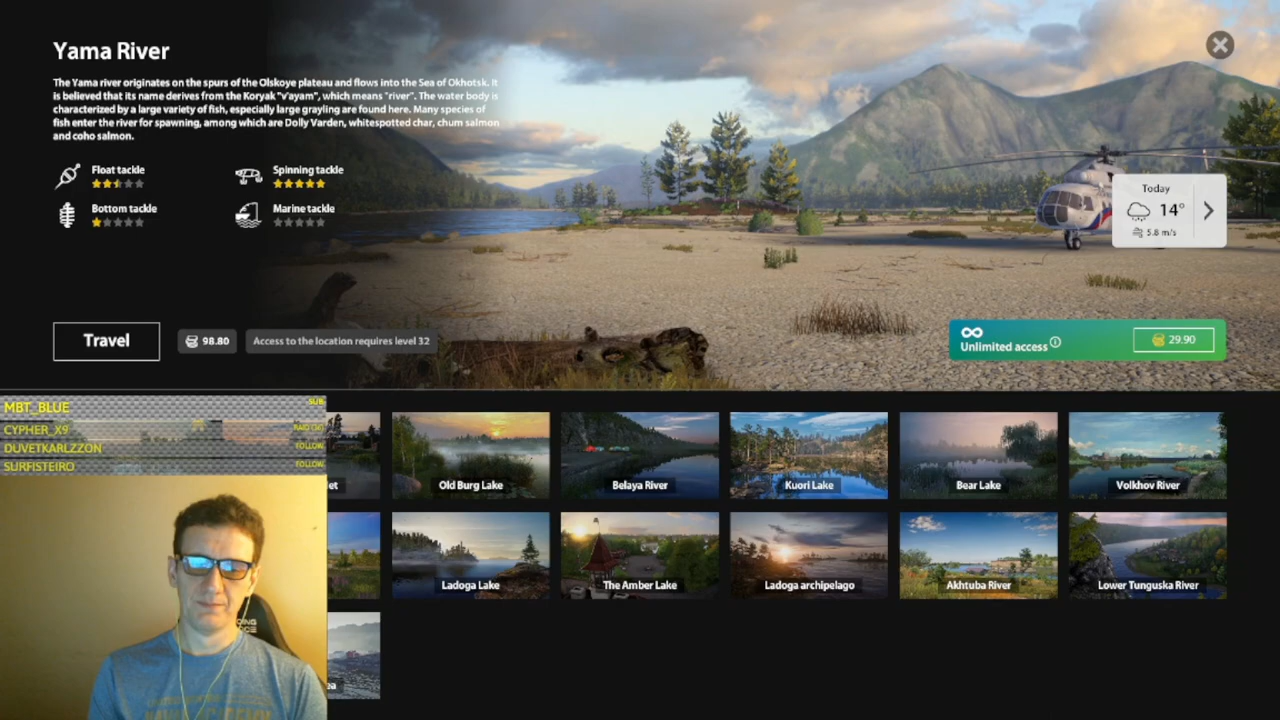 Yama River
The Yama river originates on the spurs of the Olskoye plateau and flows into the Sea of Okhotsk. It
is believed that its name derives from the Koryak "v'ayam", which means "river". The water body is
characterized by a large variety of fish, especially large grayling are found here. Many species of
fish enter the river for spawning, among which are Dolly Varden, whitespotted char, chum salmon
and coho salmon.
Float tackle
Spinning tackle
Bottom tackle
Marine tackle
Today
14°
5.8 m/s
Travel
98.80
Access to the location requires level 32
Unlimited access
29.90
MBT_BLUE
SUB
CYPHER_X9
DUVETKARLZZON
FOLLOW
SURFISTEIRO
FOLLOW
let
Old Burg Lake
Belaya River
Kuori Lake
Bear Lake
Volkhov River
Ladoga Lake
The Amber Lake
Ladoga archipelago
Akhtuba River
Lower Tunguska River